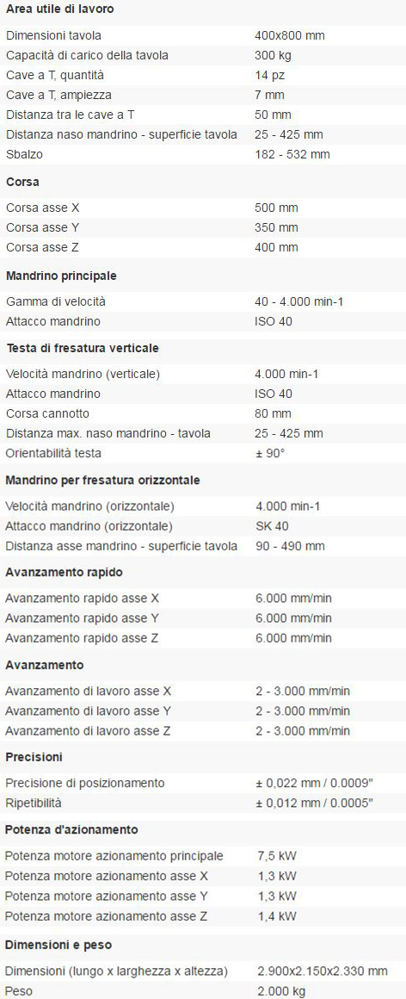 Area utile di lavoro
Dimensioni tavola 400x800 mm
Capacità di carico della tavola 300 kg
Cave a T, quantità 14 pz
Cave a T, ampiezza 7 mm
Distanza tra le cave a T 50 mm
Distanza naso mandrino - superficie tavola 25 - 425 mm
Sbalzo 182 - 532 mm
Corsa
Corsa asse X 500 mm
Corsa asse Y 350 mm
Corsa asse Z 400 mm
Mandrino principale
Gamma di velocità 40 - 4.000 min-1
Attacco mandrino ISO 40
Testa di fresatura verticale
Velocità mandrino (verticale) 4.000 min-1
Attacco mandrino ISO 40
Corsa cannotto 80 mm
Distanza max. naso mandrino - tavola 25 - 425 mm
Orientabilità testa ± 90°
Mandrino per fresatura orizzontale
Velocità mandrino (orizzontale) 4.000 min-1
Attacco mandrino (orizzontale) SK 40
Distanza asse mandrino - superficie tavola 90 - 490 mm
Avanzamento rapido
Avanzamento rapido asse X 6.000 mm/min
Avanzamento rapido asse Y 6.000 mm/min
Avanzamento rapido asse Z 6.000 mm/min
Avanzamento
Avanzamento di lavoro asse X 2 - 3.000 mm/min
Avanzamento di lavoro asse Y 2 - 3.000 mm/min
Avanzamento di lavoro asse Z 2 - 3.000 mm/min
Precisioni
Precisione di posizionamento ± 0,022 mm / 0.0009"
Ripetibilità ± 0,012 mm / 0.0005"
Potenza d'azionamento
Potenza motore azionamento principale 7,5 kW
Potenza motore azionamento asse X 1,3 kW
Potenza motore azionamento asse Y 1,3 kW
Potenza motore azionamento asse Z 1,4 kW
Dimensioni e peso
Dimensioni (lungo x larghezza x altezza) 2.900x2.150x2.330 mm
Peso 2.000 kg